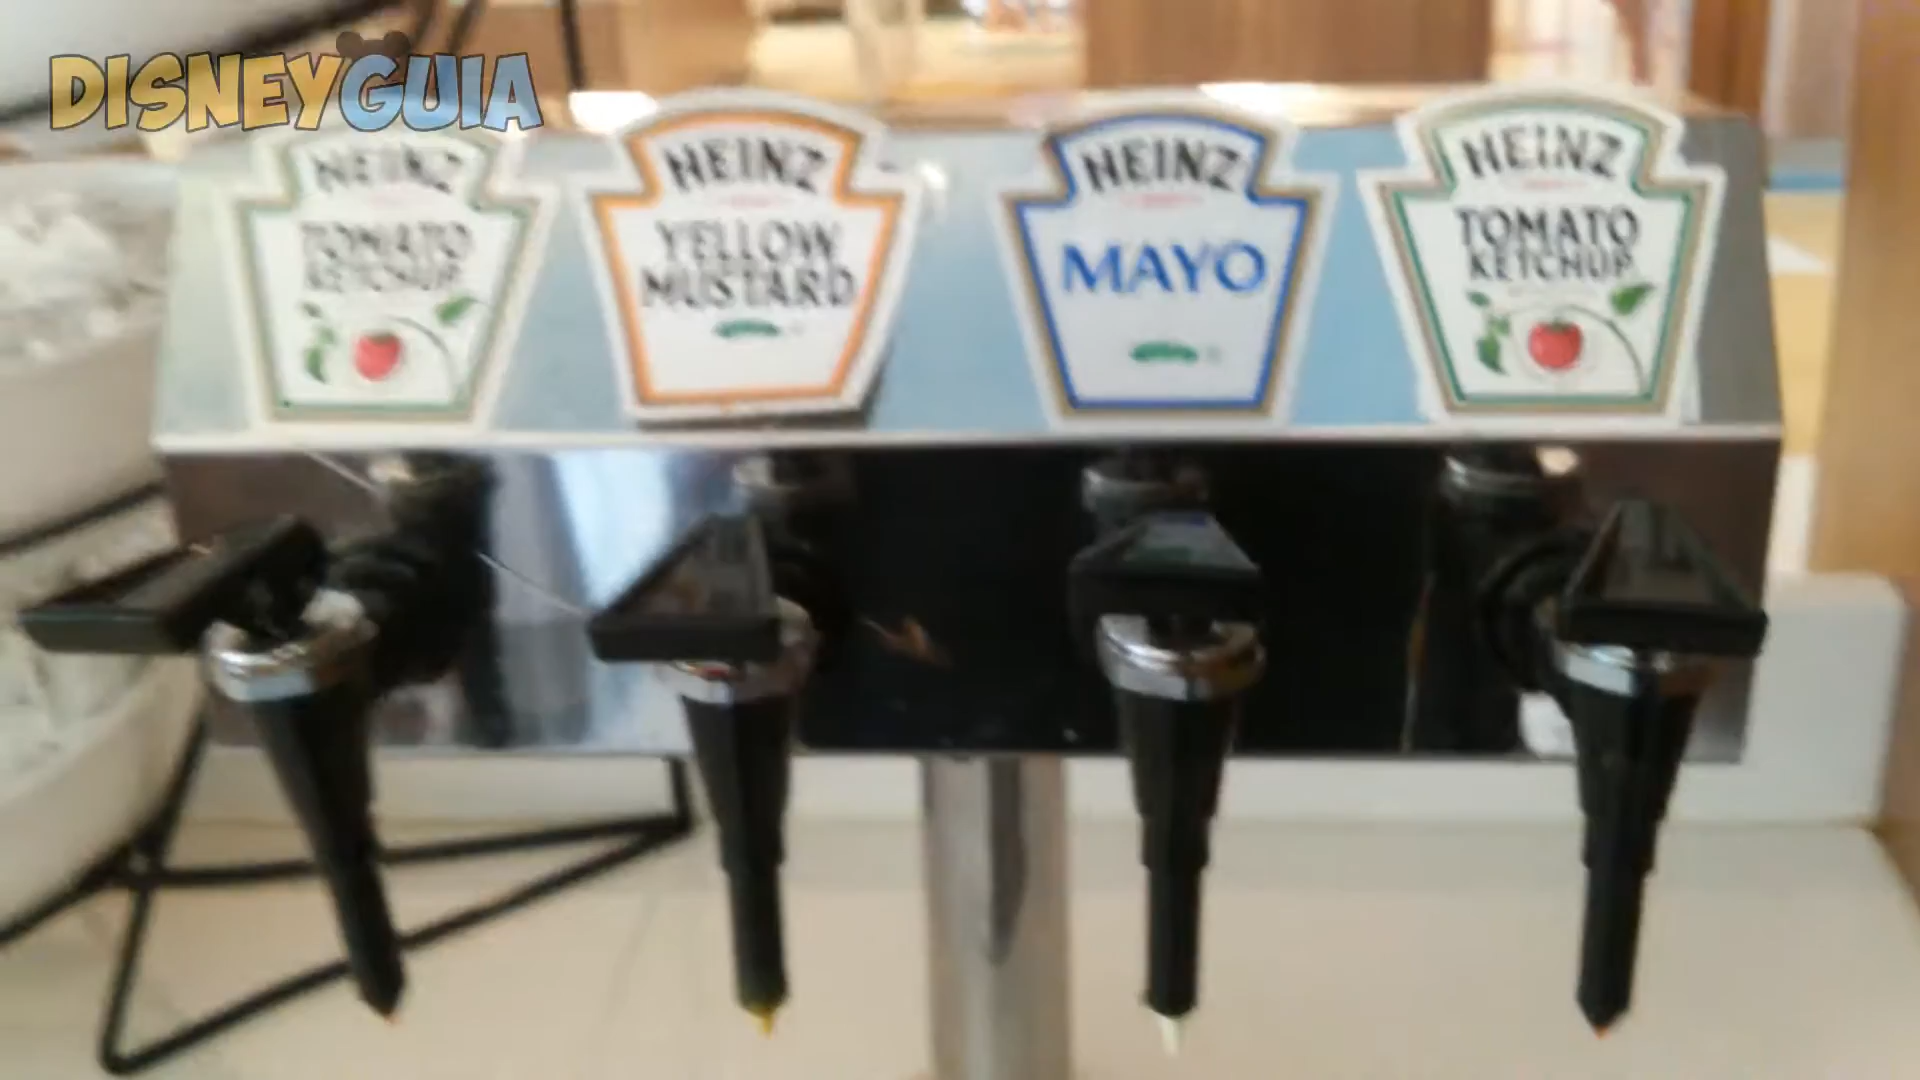 DISNEYGUIA
HEINZ
TOMATO
KETCHUP
HEINZ
YELLOW
MUSTARD
HEINZ
MAYO
HEINZ
TOMATO
KETCHUP